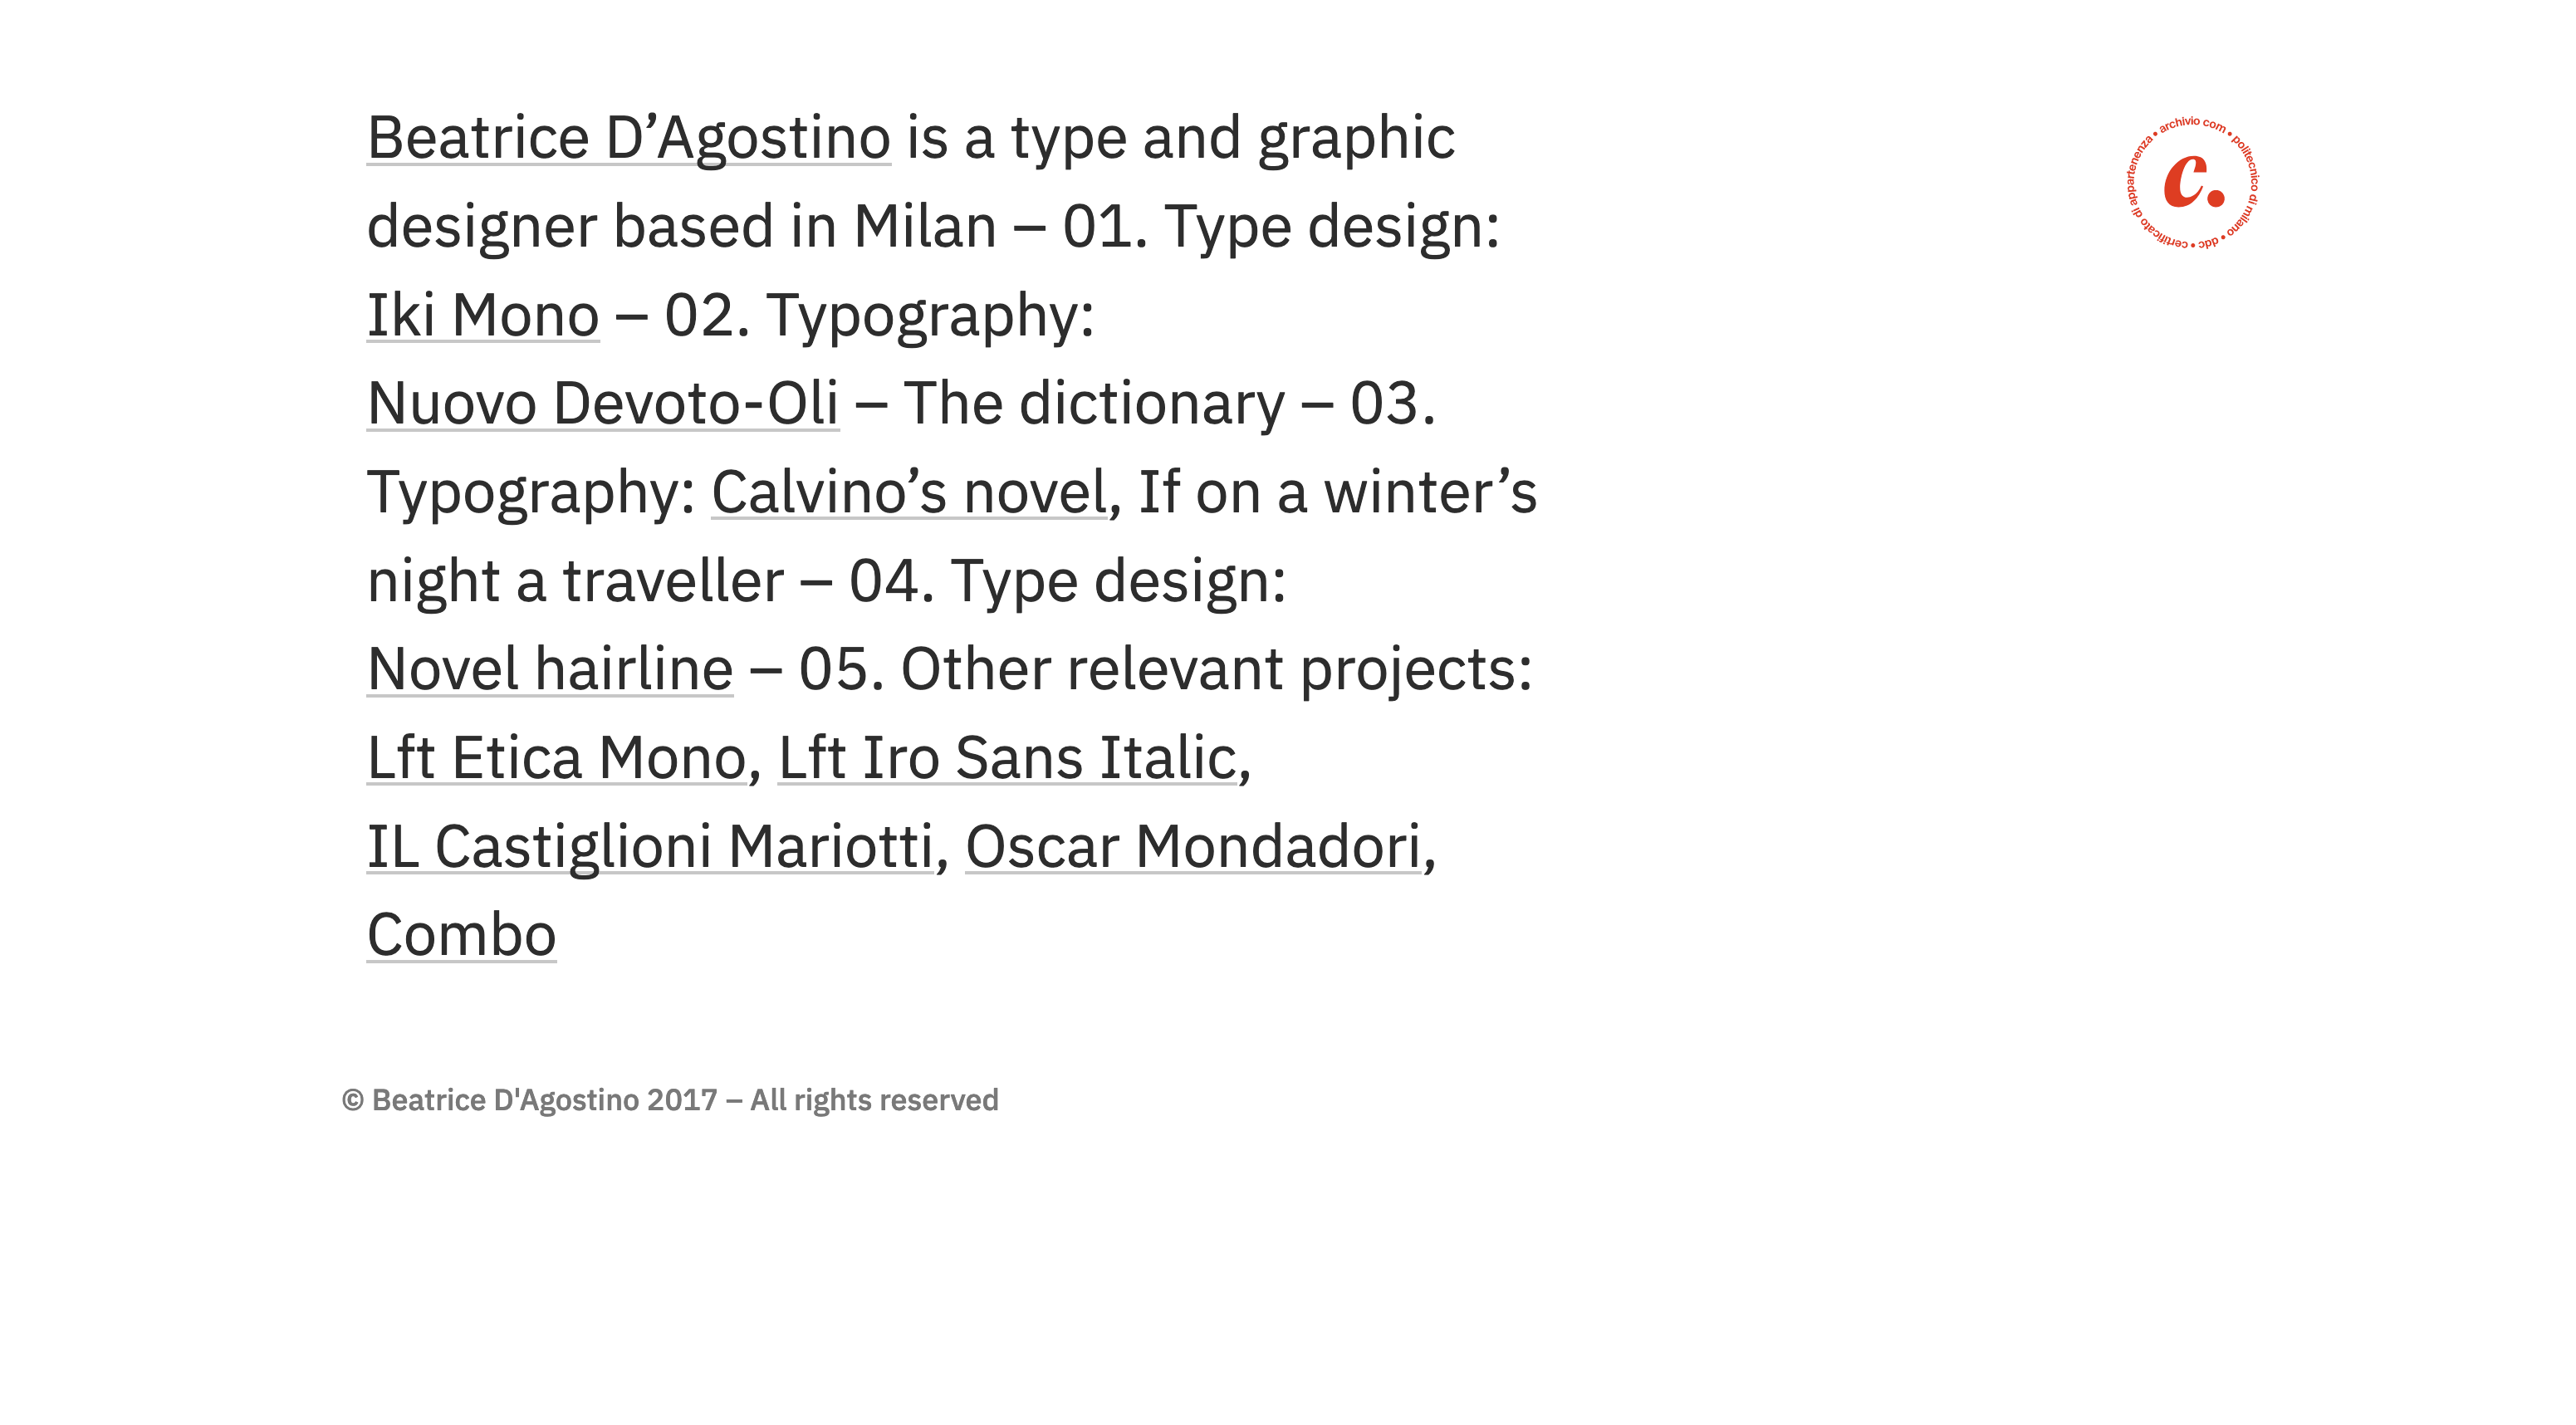 Beatrice D’Agostino is a type and graphic
designer based in Milan – 01. Type design:
Iki Mono – 02. Typography:
Nuovo Devoto-Oli – The dictionary – 03.
Typography: Calvino’s novel, If on a winter’s
night a traveller – 04. Type design:
Novel hairline – 05. Other relevant projects:
Lft Etica Mono, Lft Iro Sans Italic,
IL Castiglioni Mariotti, Oscar Mondadori,
Combo
archivio com • politecnico di milano • ddc • certificato di appartenenza •
c.
© Beatrice D'Agostino 2017 – All rights reserved